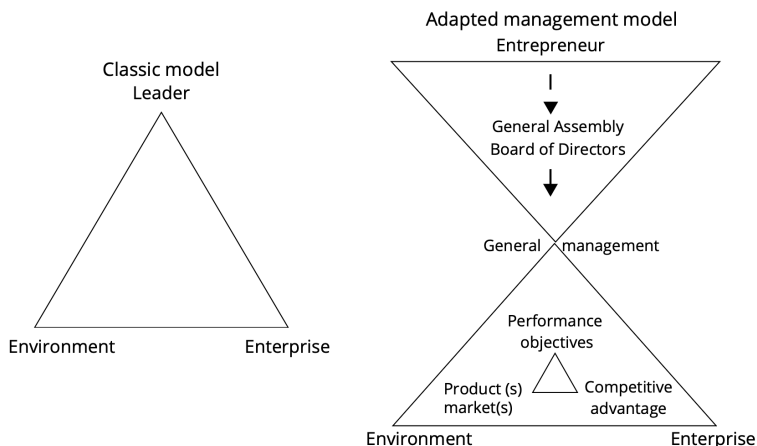 Classic model
Leader
Environment
Enterprise
Adapted management model
Entrepreneur
General Assembly
Board of Directors
General management
Performance
objectives
Product (s)
market(s)
Competitive
advantage
Environment
Enterprise